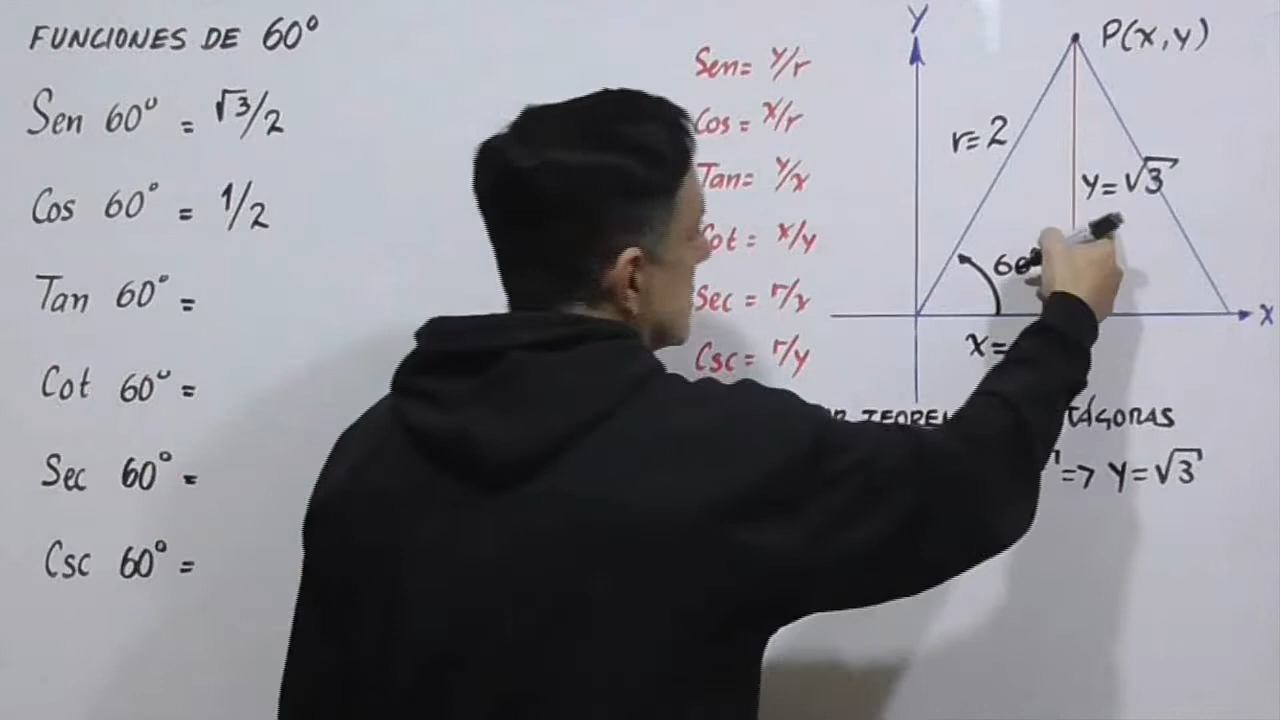 FUNCIONES DE 60°
Sen 60° = √3/2
Cos 60° = 1/2
Tan 60° =
Cot 60° =
Sec 60° =
Csc 60° =
Sen = y/r
Cos = x/r
Tan = y/x
Cot = x/y
Sec = r/x
Csc = r/y
Y
P(x,y)
r=2
y=√3
X
x=
=> y=√3